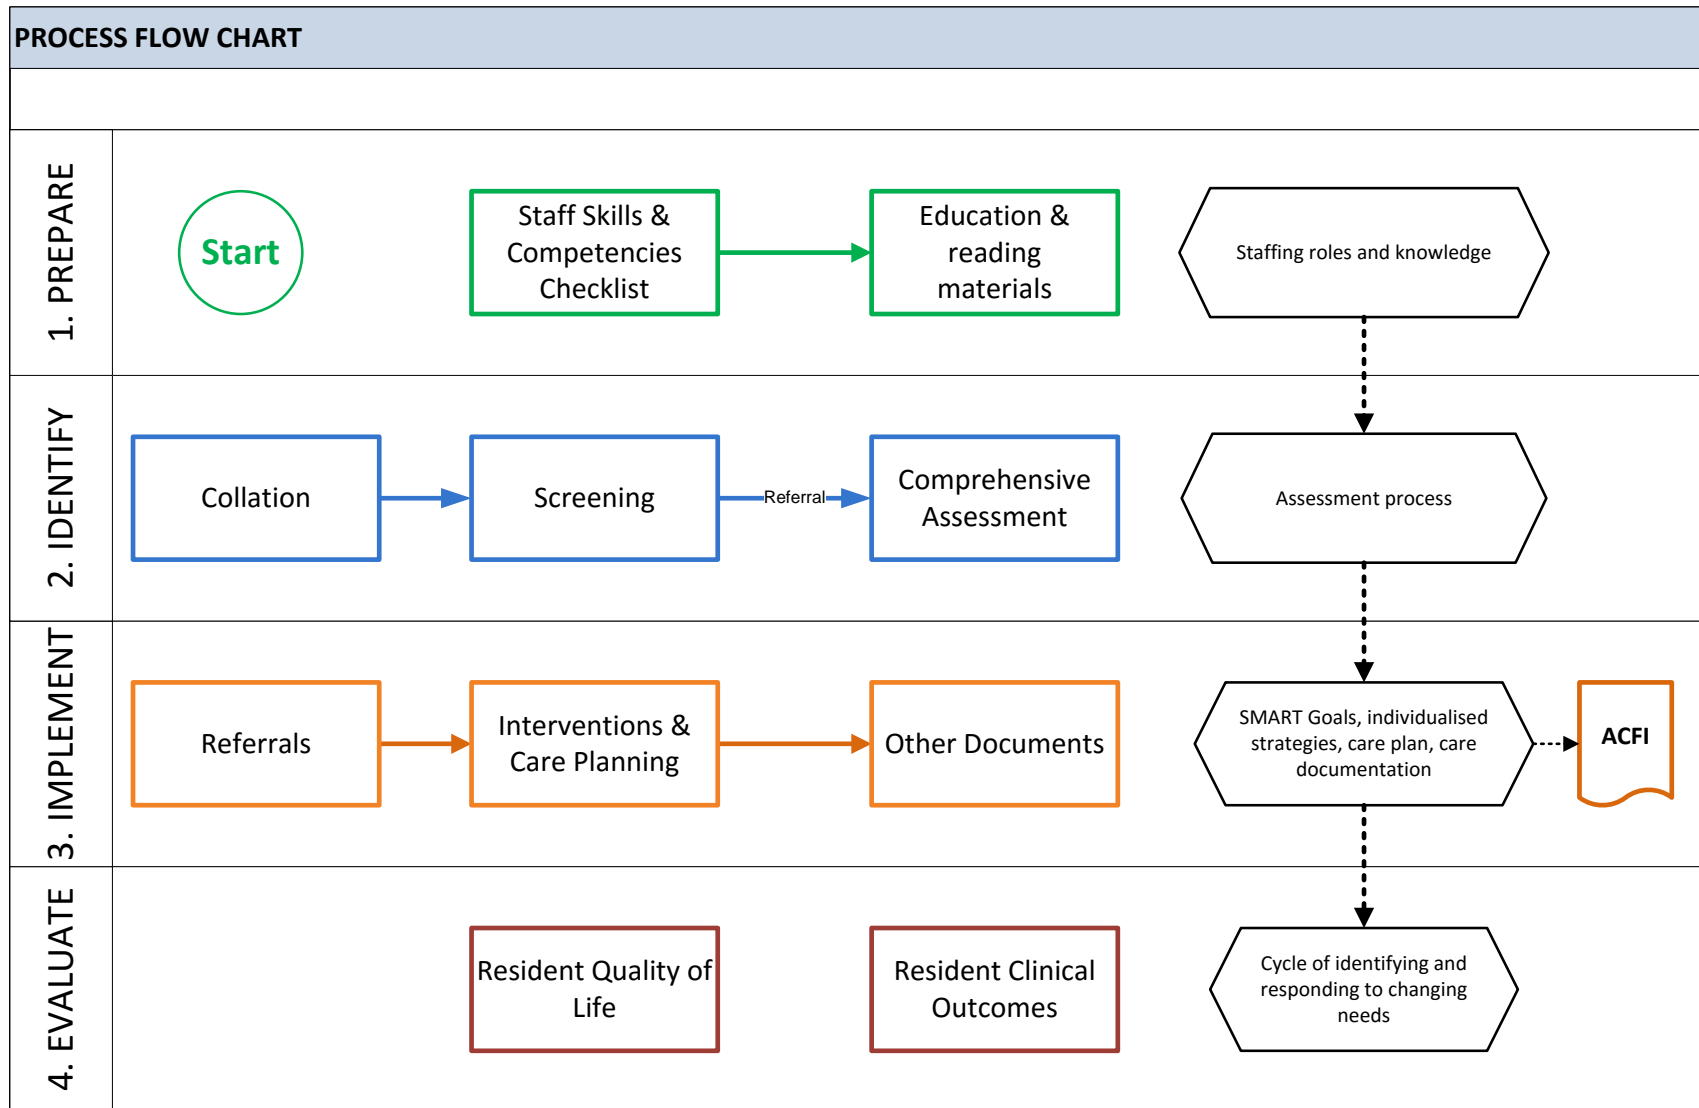 PROCESS FLOW CHART
1. PREPARE
Start
Staff Skills &
Competencies
Checklist
Education &
reading
materials
Staffing roles and knowledge
2. IDENTIFY
Collation
Screening
Referral
Comprehensive
Assessment
Assessment process
3. IMPLEMENT
Referrals
Interventions &
Care Planning
Other Documents
SMART Goals, individualised
strategies, care plan, care
documentation
ACFI
4. EVALUATE
Resident Quality of
Life
Resident Clinical
Outcomes
Cycle of identifying and
responding to changing
needs